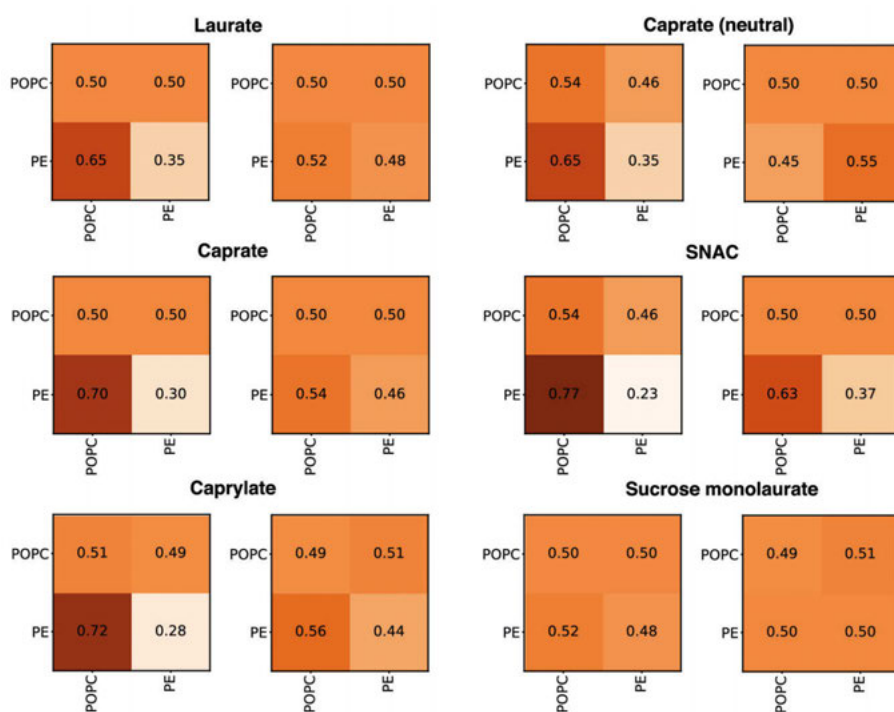 Laurate
Caprate (neutral)
POPC 0.50 0.50
PE 0.65 0.35
POPC PE
POPC 0.50 0.50
PE 0.52 0.48
POPC PE
POPC 0.54 0.46
PE 0.65 0.35
POPC PE
POPC 0.50 0.50
PE 0.45 0.55
POPC PE
Caprate
SNAC
POPC 0.50 0.50
PE 0.70 0.30
POPC PE
POPC 0.50 0.50
PE 0.54 0.46
POPC PE
POPC 0.54 0.46
PE 0.77 0.23
POPC PE
POPC 0.50 0.50
PE 0.63 0.37
POPC PE
Caprylate
Sucrose monolaurate
POPC 0.51 0.49
PE 0.72 0.28
POPC PE
POPC 0.49 0.51
PE 0.56 0.44
POPC PE
POPC 0.50 0.50
PE 0.52 0.48
POPC PE
POPC 0.49 0.51
PE 0.50 0.50
POPC PE